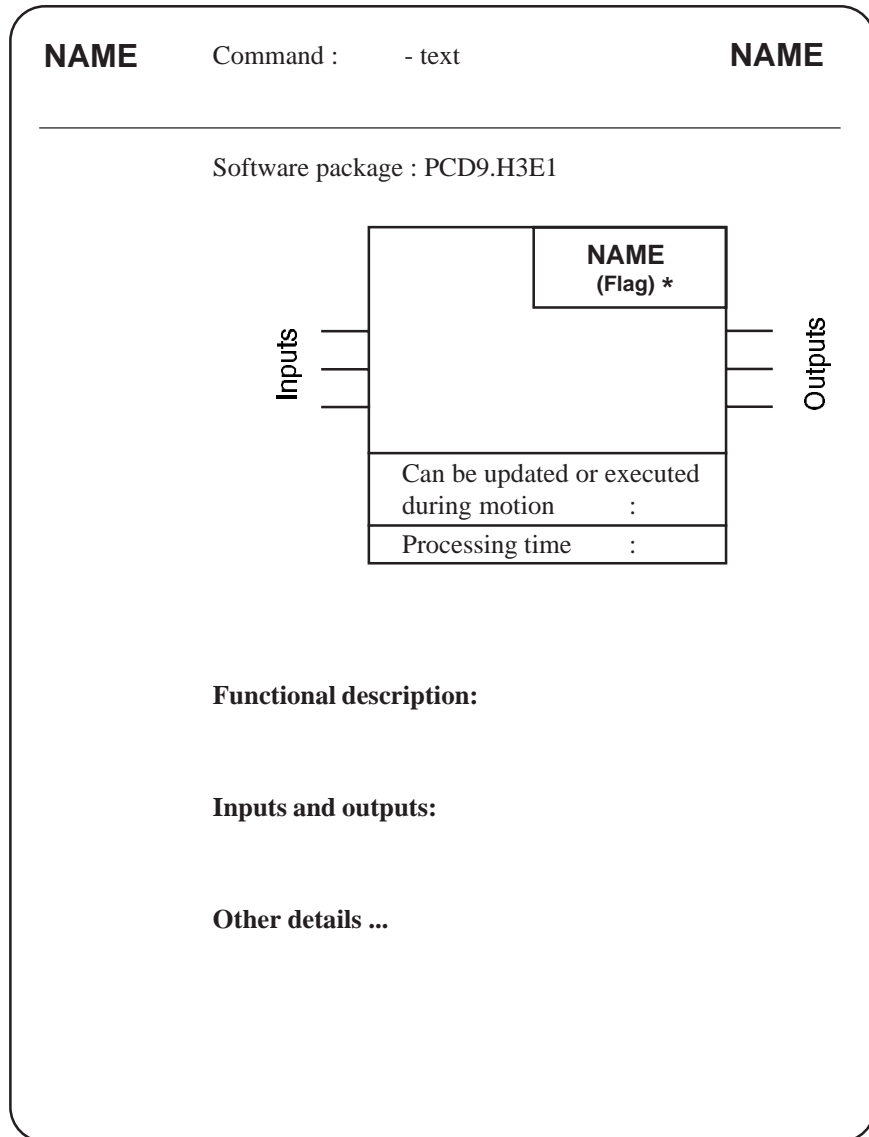 NAME Command : - text NAME
Software package : PCD9.H3E1
NAME
(Flag) *
Inputs
Outputs
Can be updated or executed
during motion :
Processing time :
Functional description:
Inputs and outputs:
Other details ...